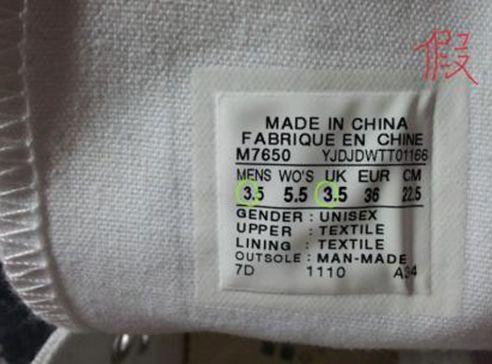 假
MADE IN CHINA
FABRIQUE EN CHINE
M7650 YJDJDWTT01166
MENS WO'S UK EUR CM
3.5 5.5 3.5 36 22.5
GENDER : UNISEX
UPPER : TEXTILE
LINING : TEXTILE
OUTSOLE : MAN-MADE
7D 1110 A34